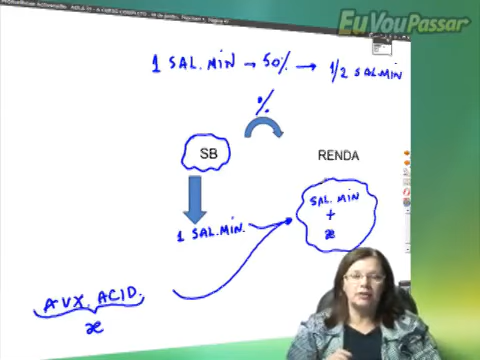 EuVouPassar
1 SAL. MIN → 50% → 1/2 SAL. MIN
%
SB
RENDA
SAL. MIN
+
x
1 SAL. MIN.
AUX. ACID.
x